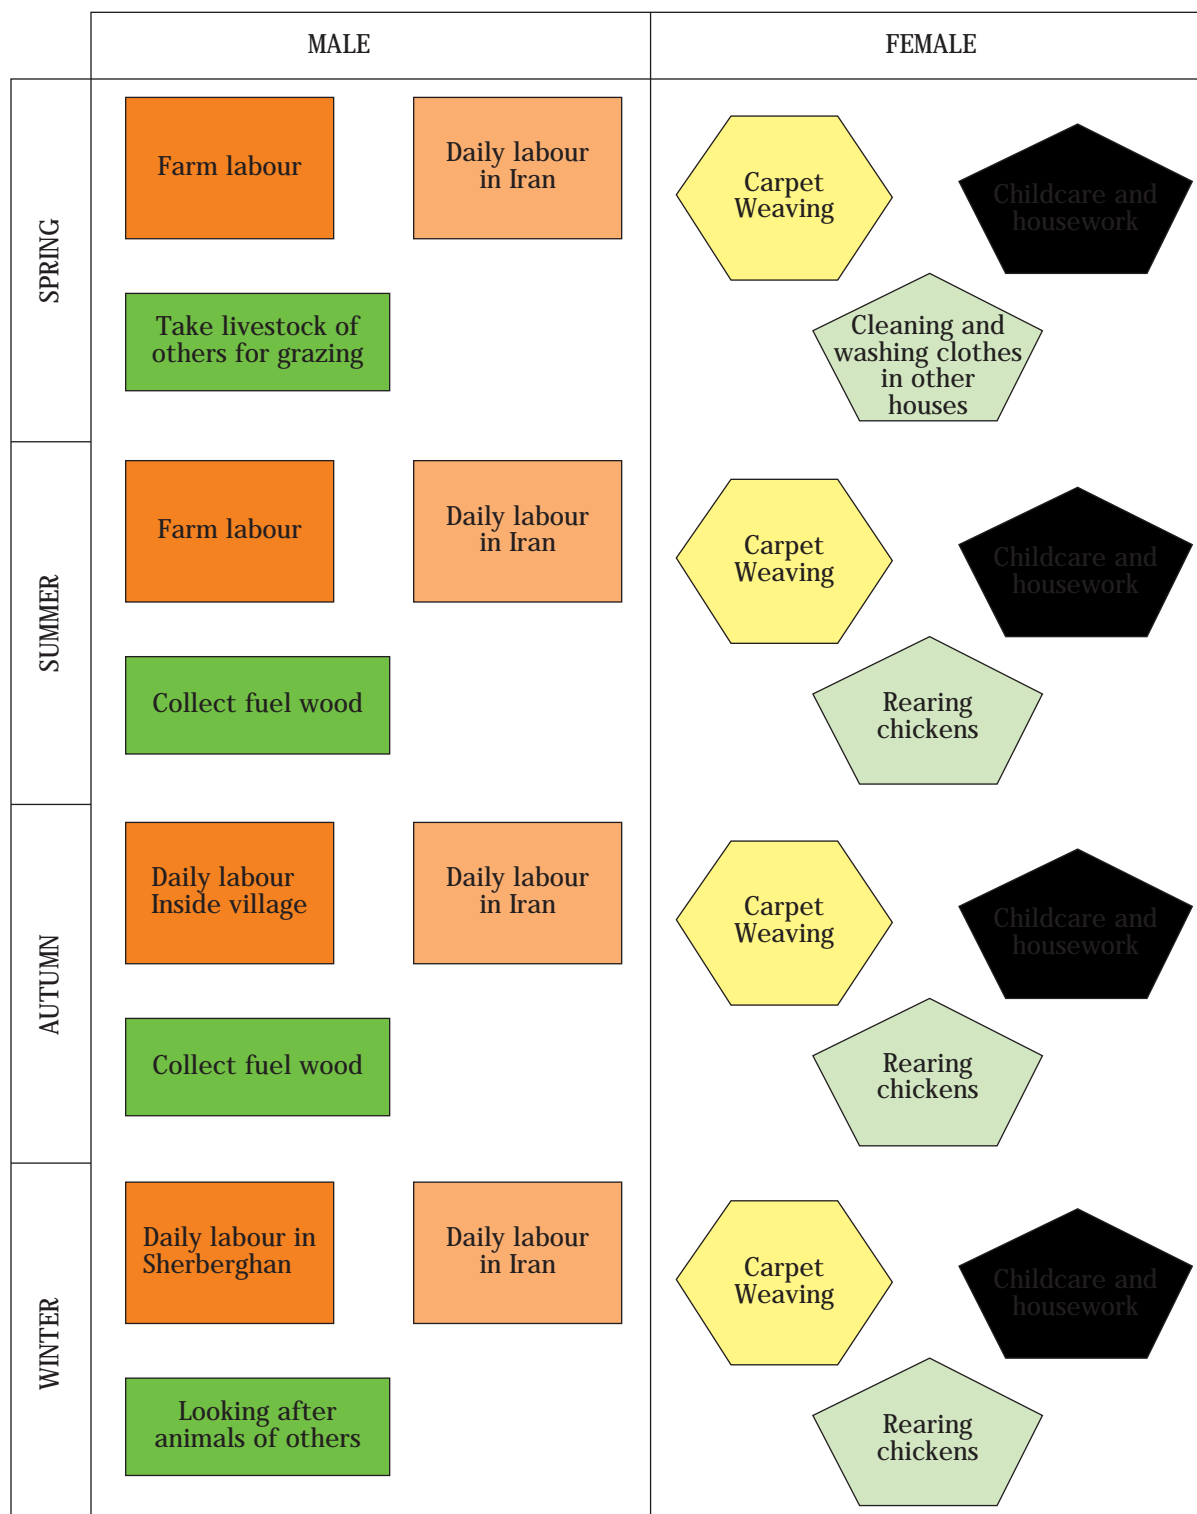 MALE
FEMALE
SPRING
Farm labour
Daily labour
in Iran
Take livestock of
others for grazing
Carpet
Weaving
Childcare and
housework
Cleaning and
washing clothes
in other
houses
SUMMER
Farm labour
Daily labour
in Iran
Collect fuel wood
Carpet
Weaving
Childcare and
housework
Rearing
chickens
AUTUMN
Daily labour
Inside village
Daily labour
in Iran
Collect fuel wood
Carpet
Weaving
Childcare and
housework
Rearing
chickens
WINTER
Daily labour in
Sherberghan
Daily labour
in Iran
Looking after
animals of others
Carpet
Weaving
Childcare and
housework
Rearing
chickens